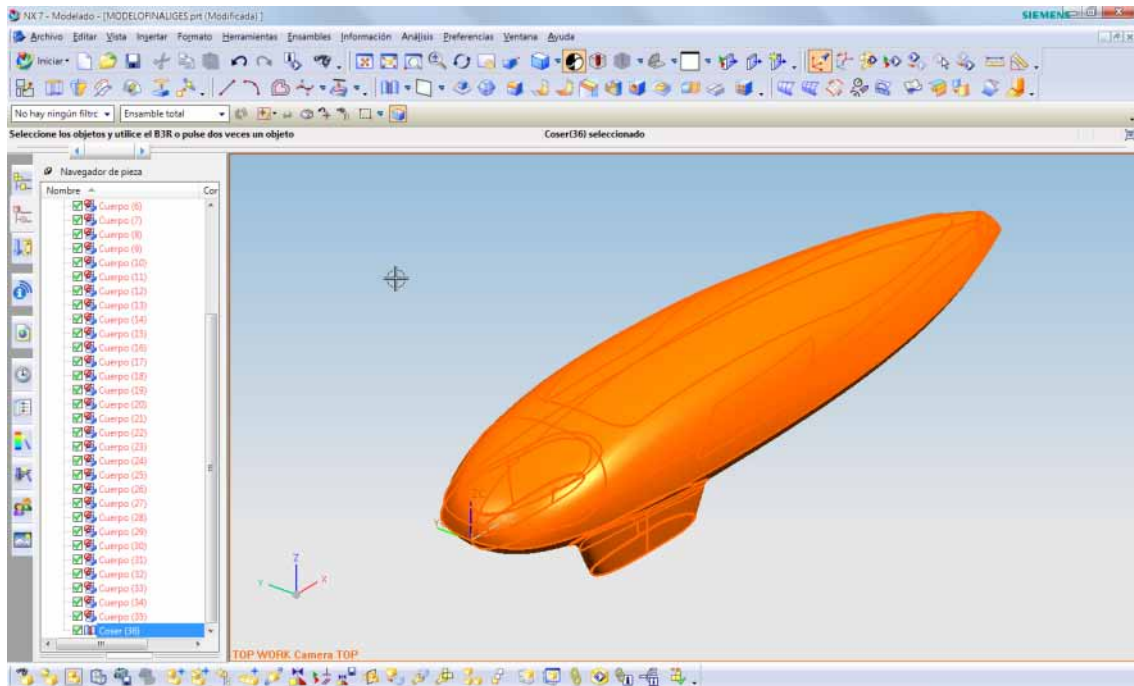 NX 7 - Modelado - [MODELOFINALIGES.prt (Modificada) ]
SIEMENS
Archivo Editar Vista Insertar Formato Herramientas Ensambles Información Análisis Preferencias Ventana Ayuda
Iniciar
No hay ningún filtrc
Ensamble total
Seleccione los objetos y utilice el B3R o pulse dos veces un objeto
Coser(36) seleccionado
Navegador de pieza
Nombre
Cor
Cuerpo (6)
Cuerpo (7)
Cuerpo (8)
Cuerpo (9)
Cuerpo (10)
Cuerpo (11)
Cuerpo (12)
Cuerpo (13)
Cuerpo (14)
Cuerpo (15)
Cuerpo (16)
Cuerpo (17)
Cuerpo (18)
Cuerpo (19)
Cuerpo (20)
Cuerpo (21)
Cuerpo (22)
Cuerpo (23)
Cuerpo (24)
Cuerpo (25)
Cuerpo (26)
Cuerpo (27)
Cuerpo (28)
Cuerpo (29)
Cuerpo (30)
Cuerpo (31)
Cuerpo (32)
Cuerpo (33)
Cuerpo (34)
Cuerpo (35)
Coser (36)
ZC
Y
Z
Y
X
TOP WORK Camera TOP